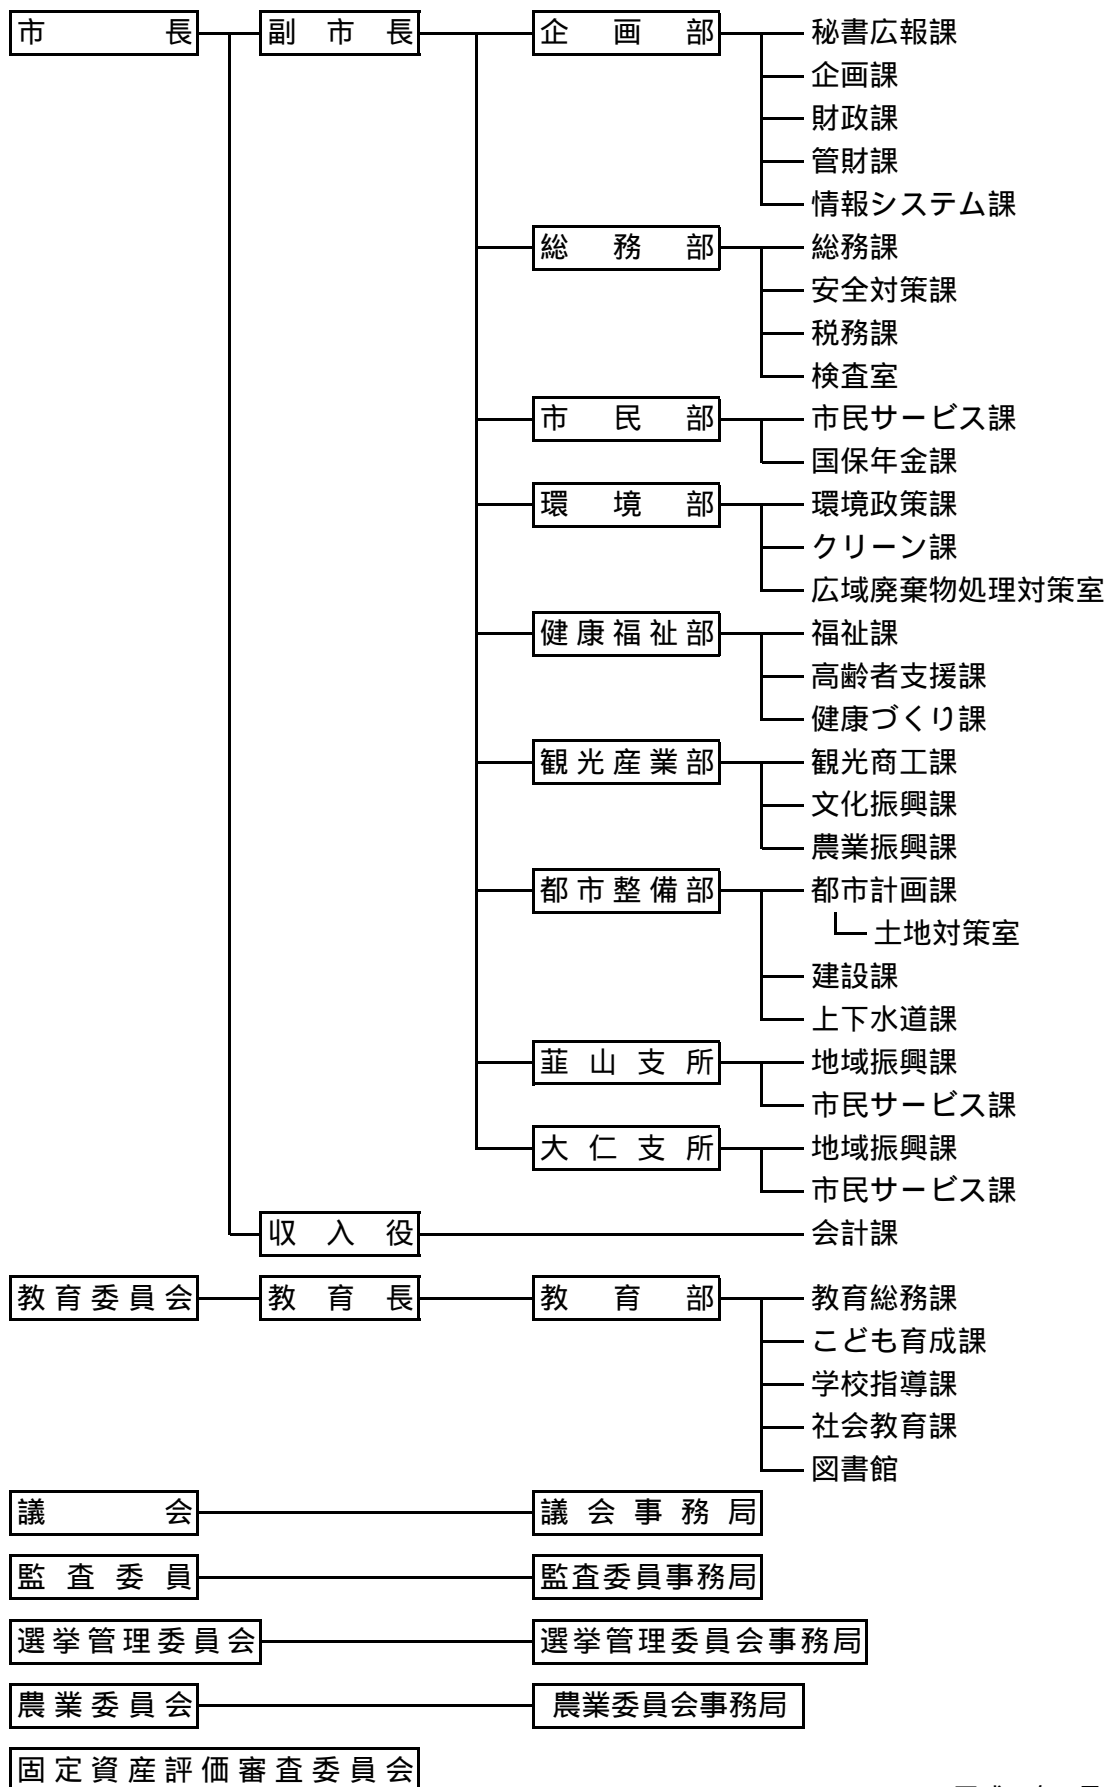 市長 副市長 企画部 秘書広報課
企画課
財政課
管財課
情報システム課
総務部 総務課
安全対策課
税務課
検査室
市民部 市民サービス課
国保年金課
環境部 環境政策課
クリーン課
広域廃棄物処理対策室
健康福祉部 福祉課
高齢者支援課
健康づくり課
観光産業部 観光商工課
文化振興課
農業振興課
都市整備部 都市計画課
土地対策室
建設課
上下水道課
韮山支所 地域振興課
市民サービス課
大仁支所 地域振興課
市民サービス課
収入役 会計課
教育委員会 教育長 教育部 教育総務課
こども育成課
学校指導課
社会教育課
図書館
議会 議会事務局
監査委員 監査委員事務局
選挙管理委員会 選挙管理委員会事務局
農業委員会 農業委員会事務局
固定資産評価審査委員会